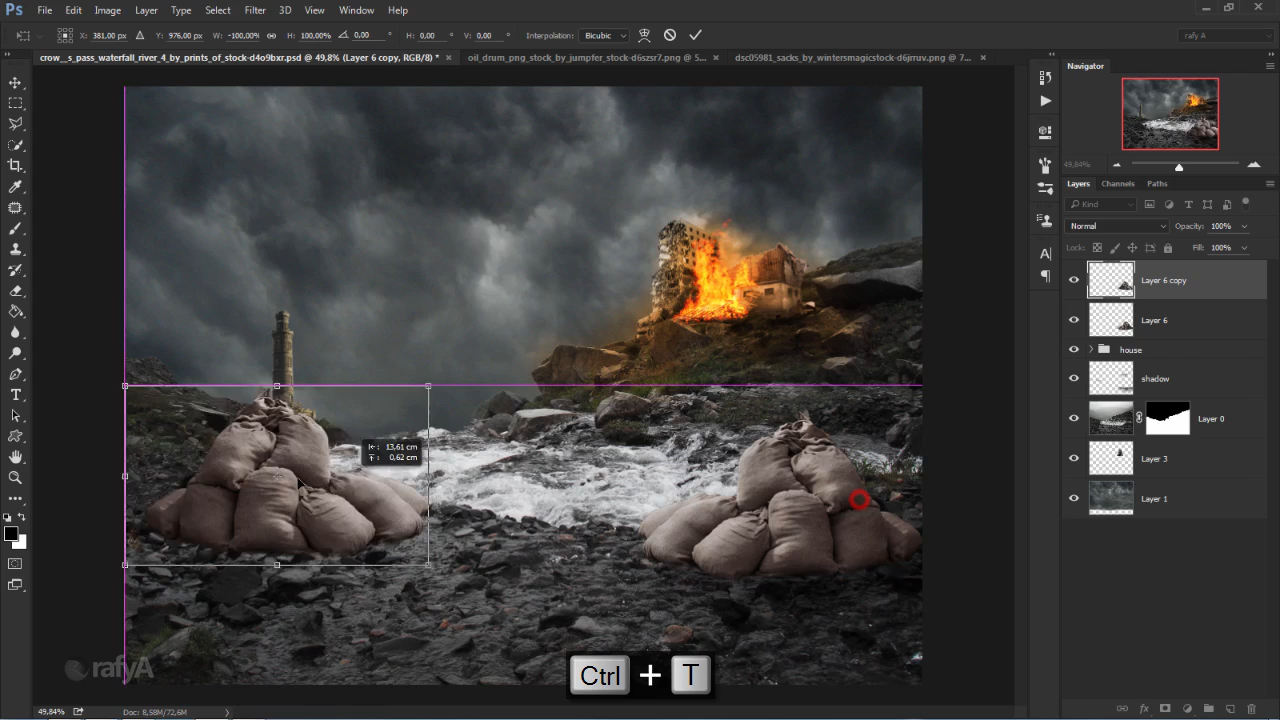 Ps File Edit Image Layer Type Select Filter 3D View Window Help
X: 381,00 px Y: 976,00 px W: -100,00% H: 100,00% 0,00 ° H: 0,00 ° V: 0,00 ° Interpolation: Bicubic rafy A
crow__s_pass_waterfall_river_4_by_prints_of_stock-d4o9bxr.psd @ 49,8% (Layer 6 copy, RGB/8) * ×
oil_drum_png_stock_by_jumpfer_stock-d6szsr7.png @ 5... ×
dsc05981_sacks_by_wintersmagicstock-d6jrruv.png @ 7... ×
Navigator
49,84%
Layers Channels Paths
Kind
Normal Opacity: 100%
Lock: Fill: 100%
Layer 6 copy
Layer 6
house
shadow
Layer 0
Layer 3
Layer 1
13,61 cm
0,62 cm
rafyA
Ctrl + T
49,84% Doc: 8,58M/72,6M